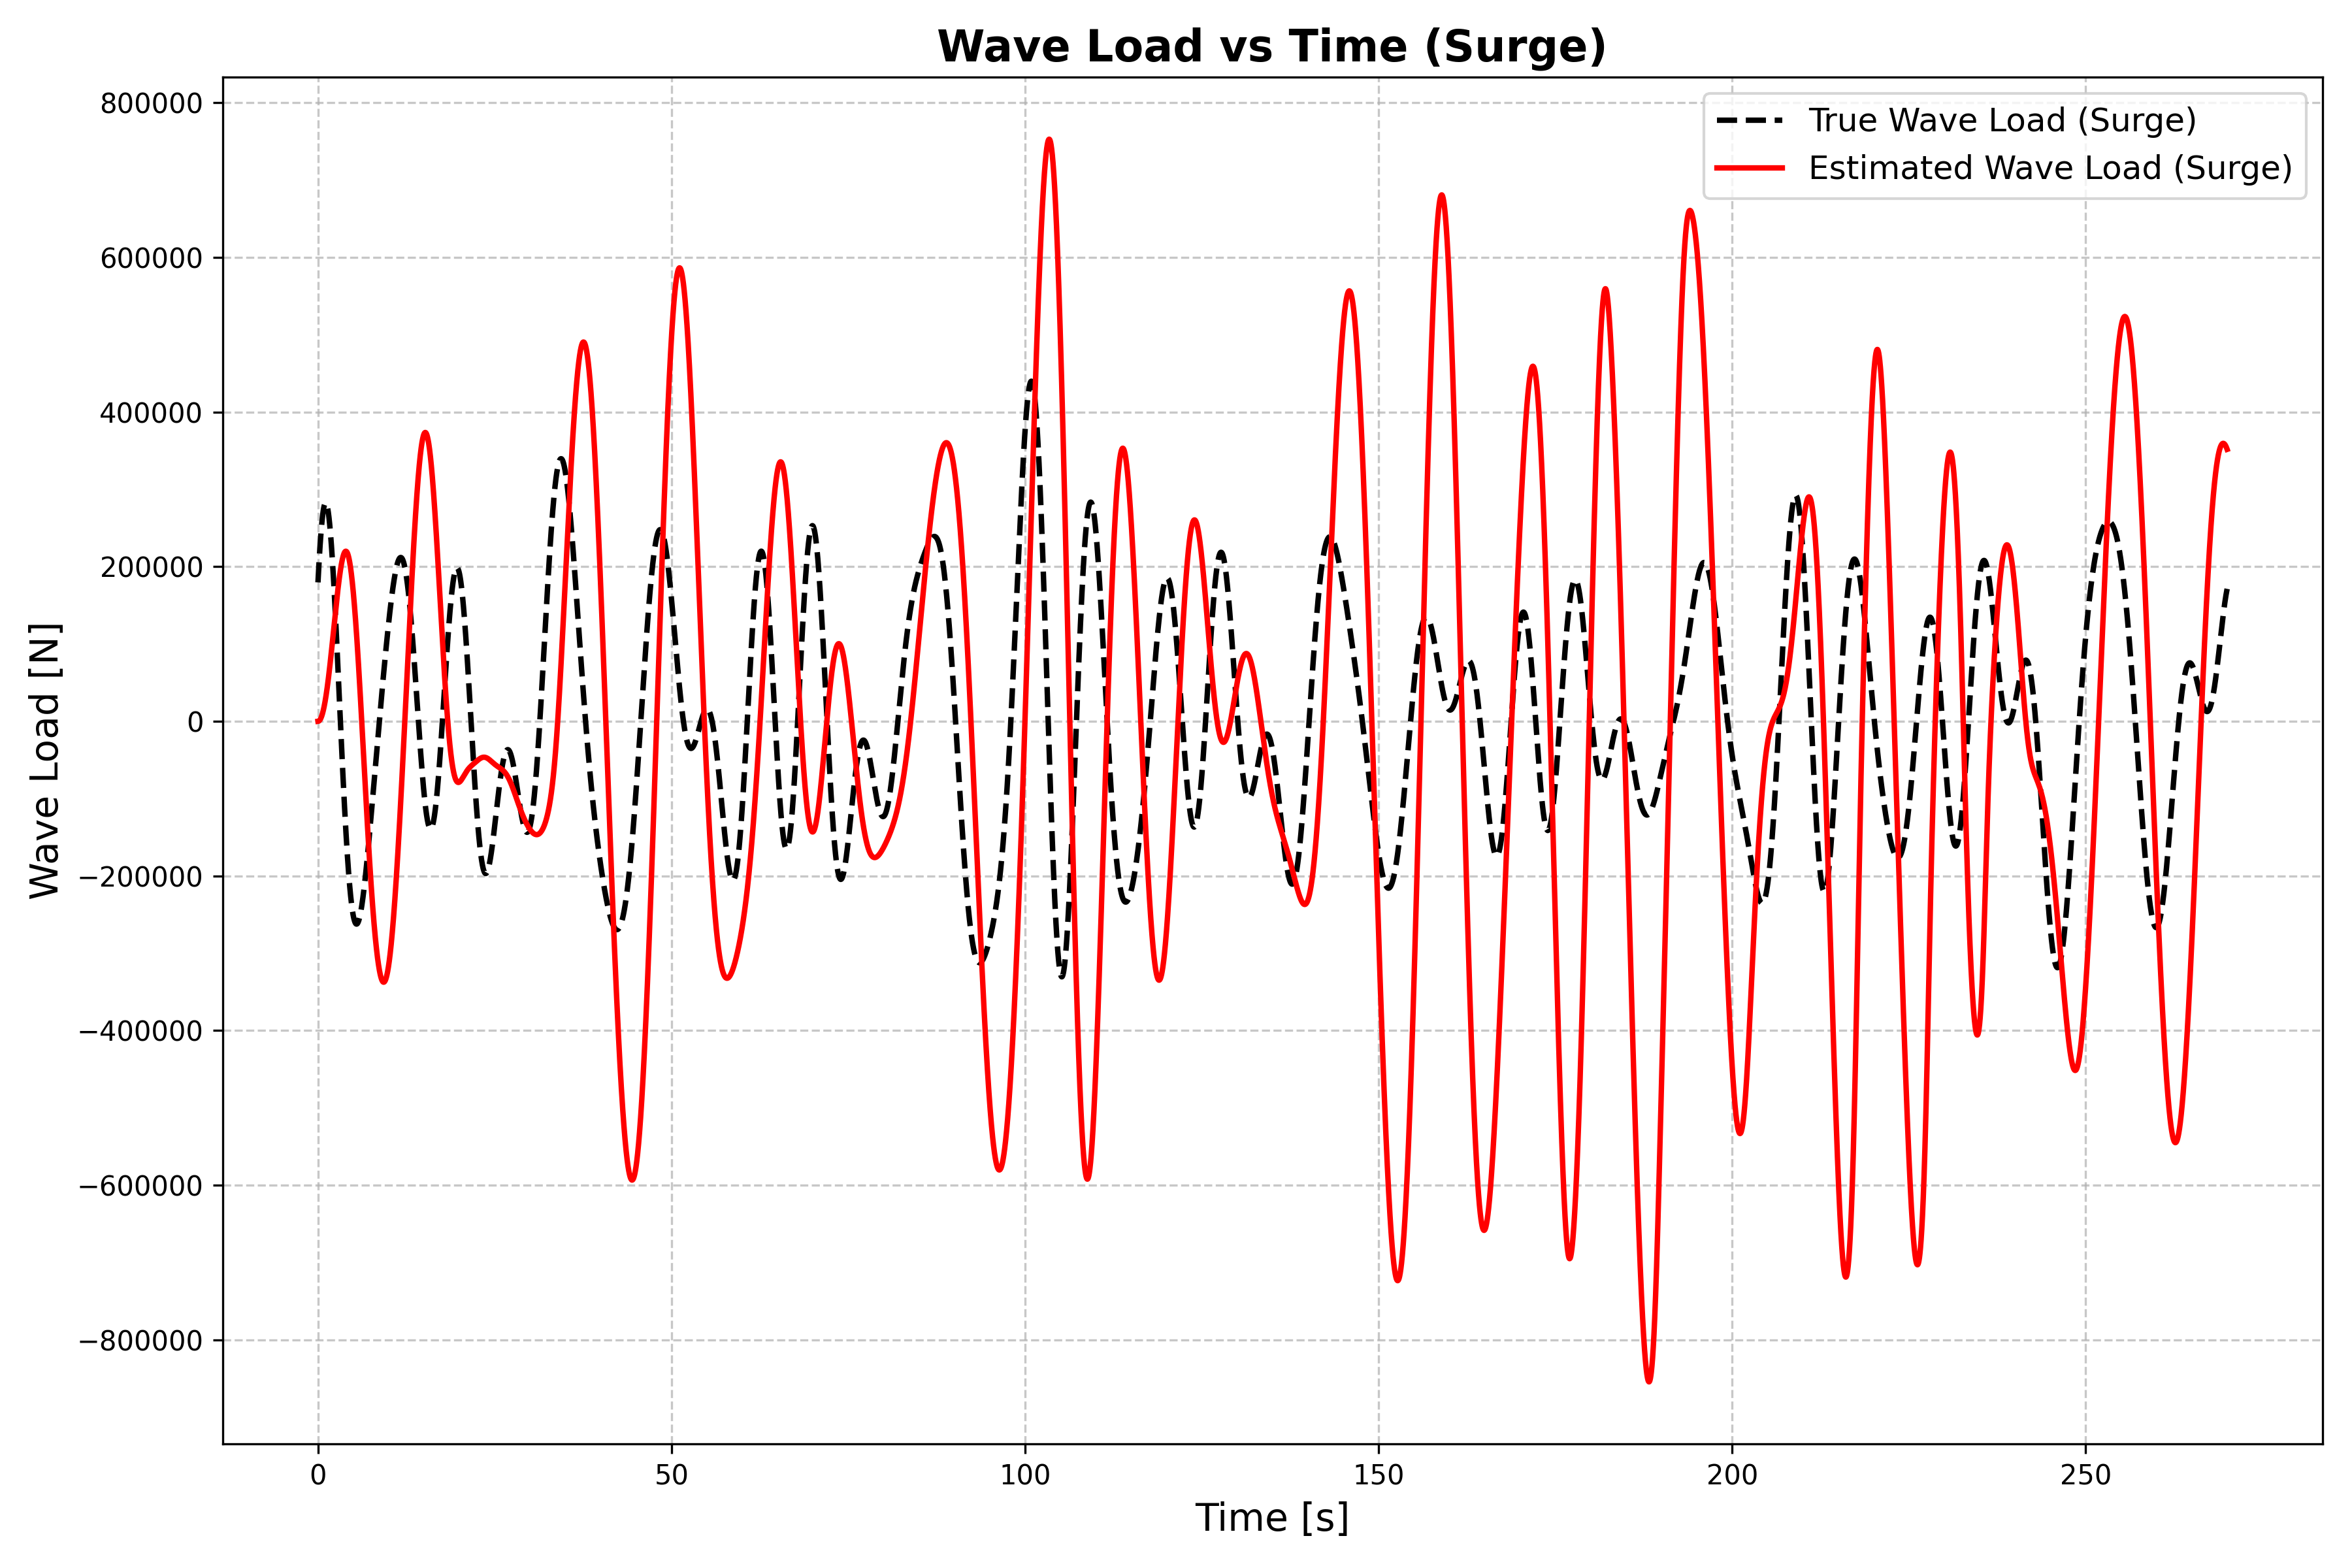 Wave Load vs Time (Surge)
True Wave Load (Surge)
Estimated Wave Load (Surge)
Wave Load [N]
800000
600000
400000
200000
0
−200000
−400000
−600000
−800000
0 50 100 150 200 250
Time [s]